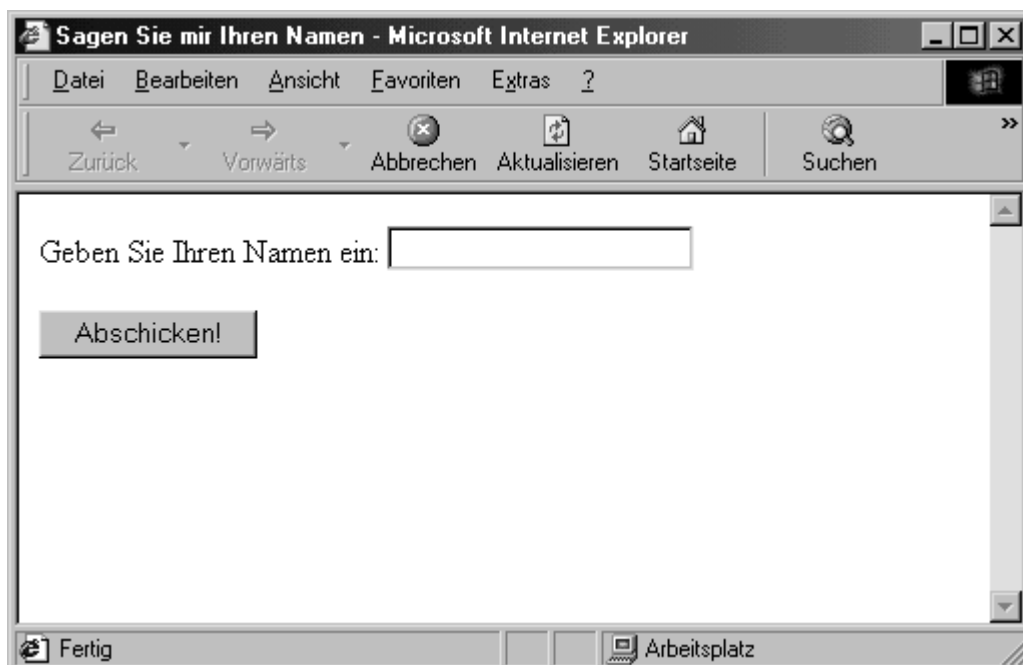 Sagen Sie mir Ihren Namen - Microsoft Internet Explorer
Datei Bearbeiten Ansicht Favoriten Extras ?
Zurück Vorwärts Abbrechen Aktualisieren Startseite Suchen »
Geben Sie Ihren Namen ein:
Abschicken!
Fertig Arbeitsplatz